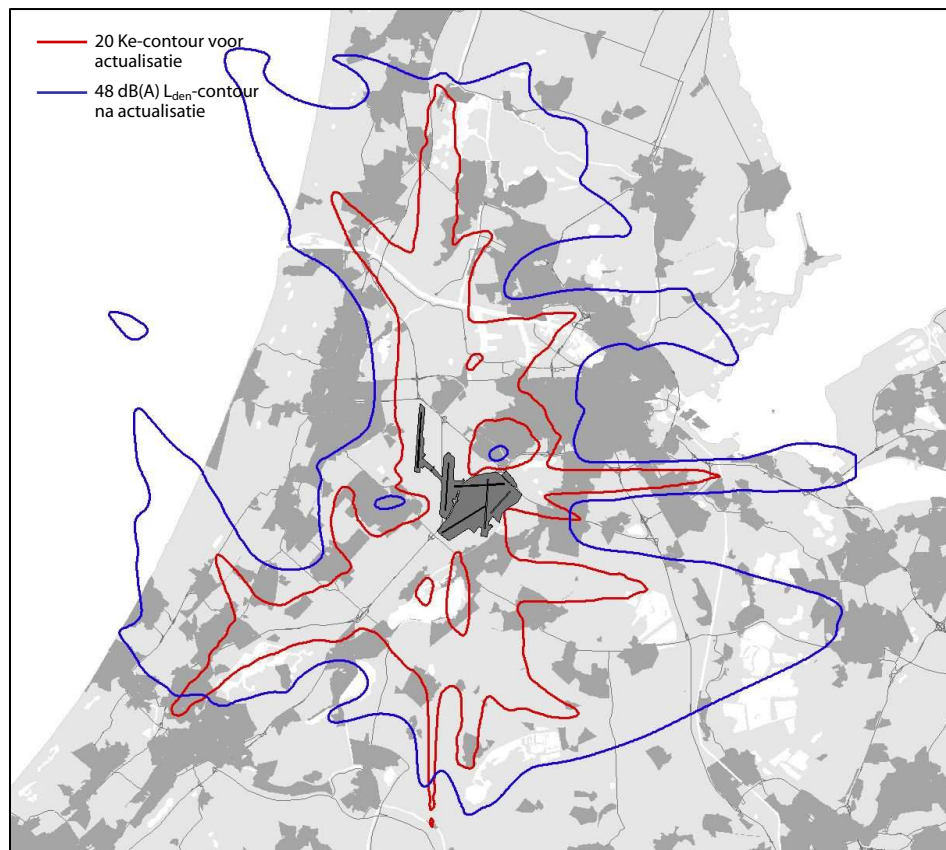 20 Ke-contour voor
actualisatie
48 dB(A) Lden-contour
na actualisatie